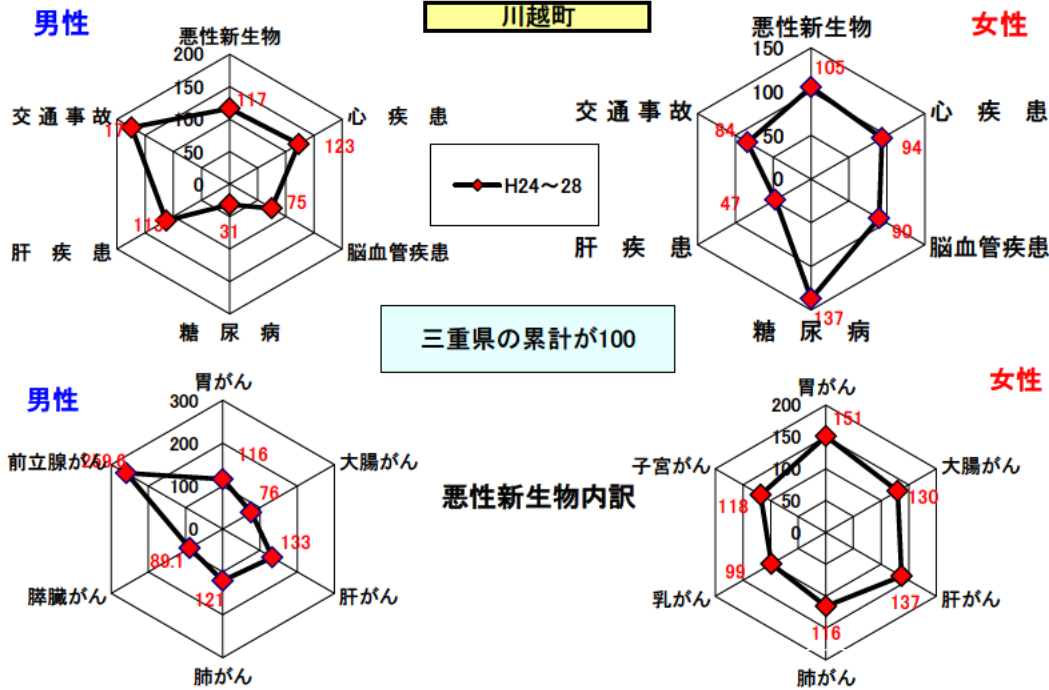 川越町
男性
悪性新生物
200
150
100
50
0
117
心疾患
123
脳血管疾患
75
糖尿病
31
肝疾患
交通事故
女性
悪性新生物
150
100
50
0
105
心疾患
94
脳血管疾患
90
糖尿病
137
肝疾患
47
交通事故
84
H24～28
三重県の累計が100
悪性新生物内訳
男性
胃がん
300
200
100
0
116
大腸がん
76
肝がん
133
肺がん
121
膵臓がん
89.1
前立腺がん
女性
胃がん
200
150
100
50
0
151
大腸がん
130
肝がん
137
肺がん
116
乳がん
99
子宮がん
118